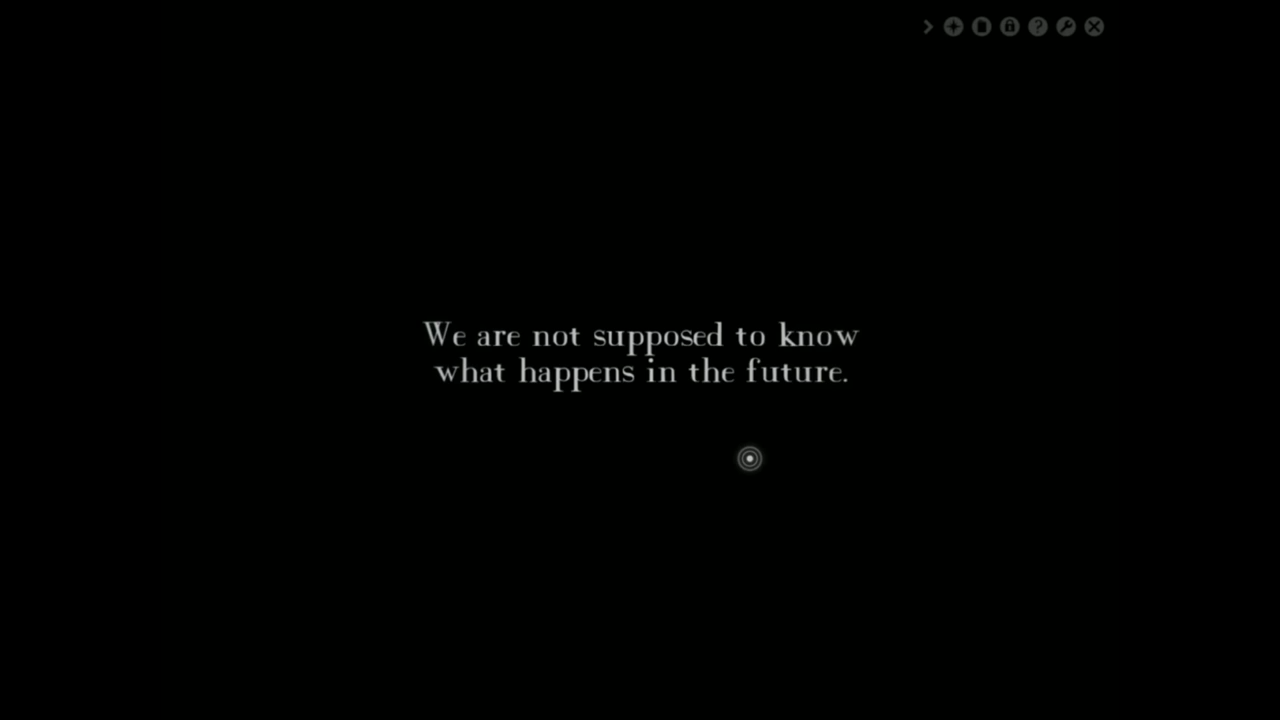 We are not supposed to know
what happens in the future.